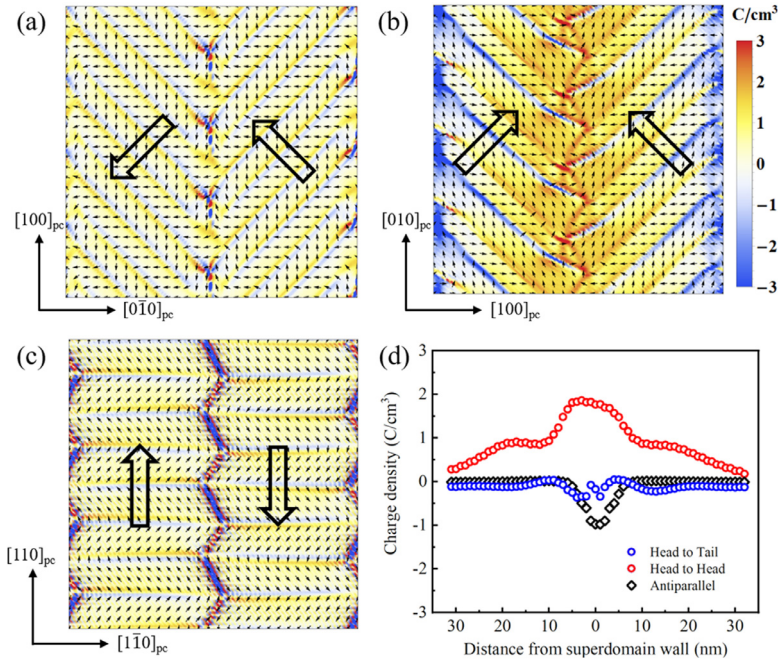 (a)
[100]pc
[01̅0]pc
(b)
[010]pc
[100]pc
C/cm³
3
2
1
0
−1
−2
−3
(c)
[110]pc
[11̅0]pc
(d)
Charge density (C/cm³)
3
2
1
0
-1
-2
-3
Head to Tail
Head to Head
Antiparallel
30 20 10 0 10 20 30
Distance from superdomain wall (nm)